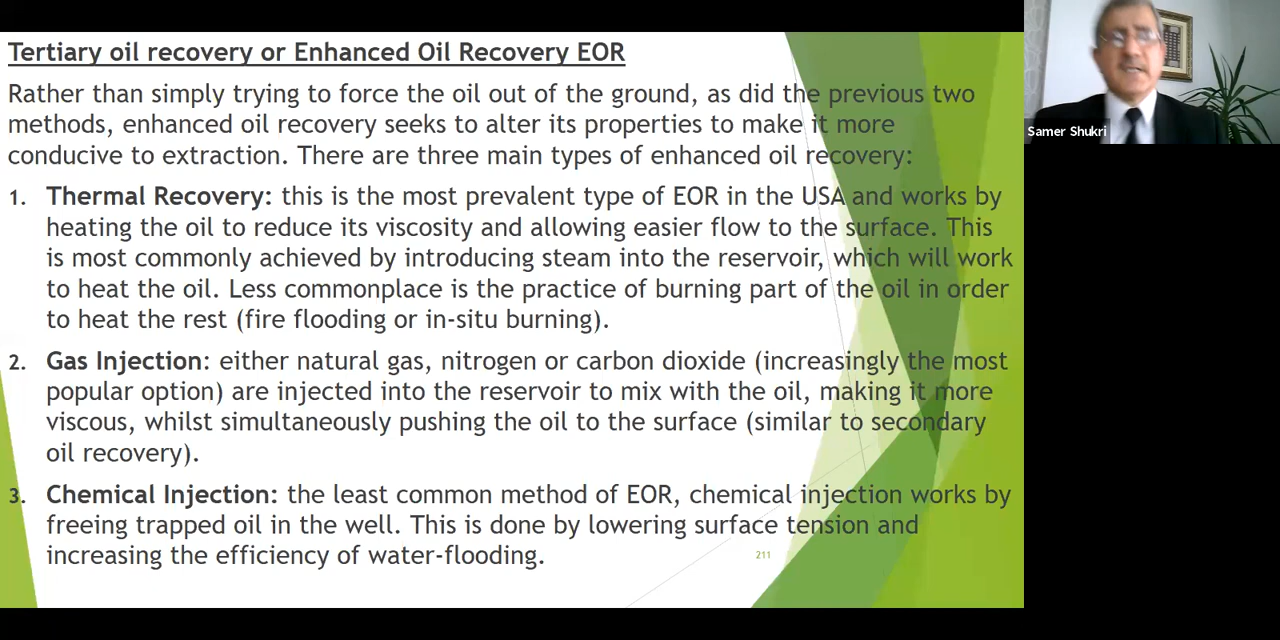 Tertiary oil recovery or Enhanced Oil Recovery EOR
Rather than simply trying to force the oil out of the ground, as did the previous two
methods, enhanced oil recovery seeks to alter its properties to make it more
conducive to extraction. There are three main types of enhanced oil recovery:
1. Thermal Recovery: this is the most prevalent type of EOR in the USA and works by
heating the oil to reduce its viscosity and allowing easier flow to the surface. This
is most commonly achieved by introducing steam into the reservoir, which will work
to heat the oil. Less commonplace is the practice of burning part of the oil in order
to heat the rest (fire flooding or in-situ burning).
2. Gas Injection: either natural gas, nitrogen or carbon dioxide (increasingly the most
popular option) are injected into the reservoir to mix with the oil, making it more
viscous, whilst simultaneously pushing the oil to the surface (similar to secondary
oil recovery).
3. Chemical Injection: the least common method of EOR, chemical injection works by
freeing trapped oil in the well. This is done by lowering surface tension and
increasing the efficiency of water-flooding.
211
Samer Shukri